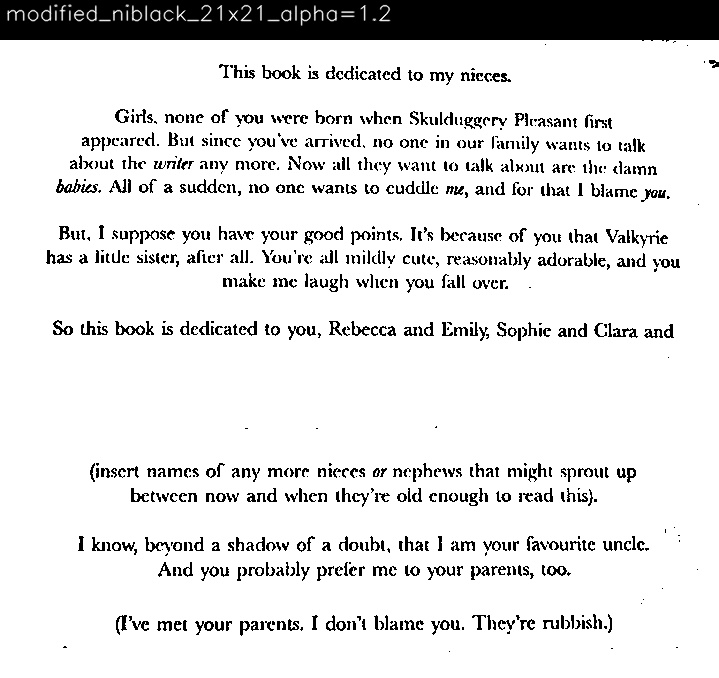 modified_niblack_21x21_alpha=1.2
This book is dedicated to my nieces.
Girls, none of you were born when Skulduggery Pleasant first
appeared. But since you've arrived, no one in our family wants to talk
about the writer any more. Now all they want to talk about are the damn
babies. All of a sudden, no one wants to cuddle me, and for that I blame you.
But, I suppose you have your good points. It's because of you that Valkyrie
has a little sister, after all. You're all mildly cute, reasonably adorable, and you
make me laugh when you fall over.
So this book is dedicated to you, Rebecca and Emily, Sophie and Clara and
(insert names of any more nieces or nephews that might sprout up
between now and when they're old enough to read this).
I know, beyond a shadow of a doubt, that I am your favourite uncle.
And you probably prefer me to your parents, too.
(I've met your parents. I don't blame you. They're rubbish.)